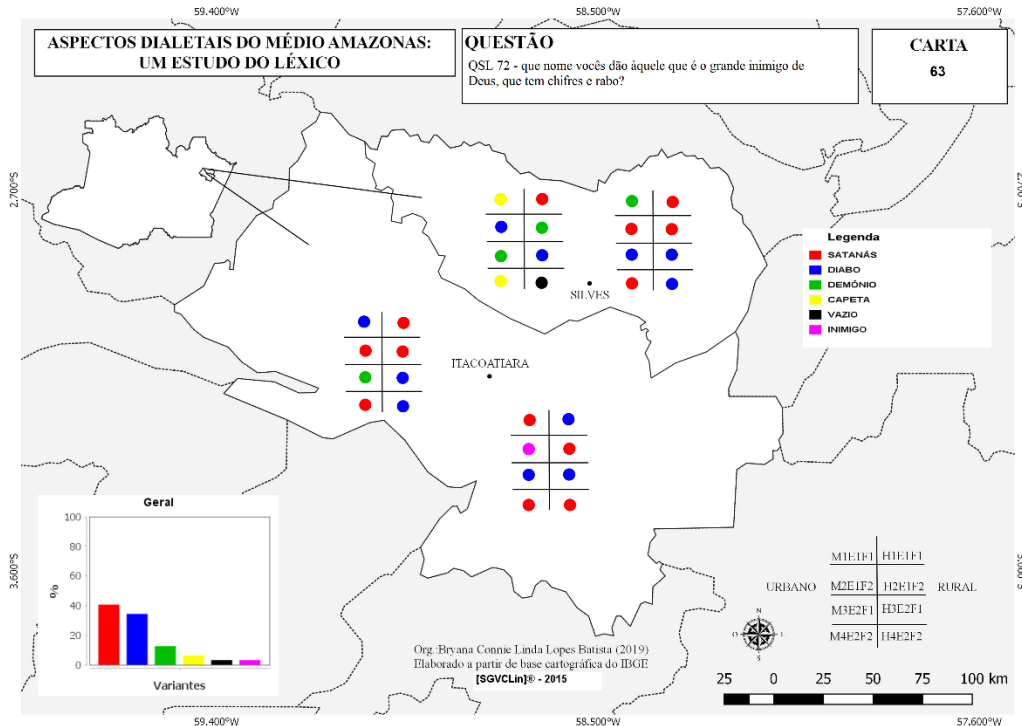 59.400°W
58.500°W
57.600°W
ASPECTOS DIALETAIS DO MÉDIO AMAZONAS:
UM ESTUDO DO LÉXICO
QUESTÃO
QSL 72 - que nome vocês dão àquele que é o grande inimigo de
Deus, que tem chifres e rabo?
CARTA
63
2.700°S
2.700°S
Legenda
SATANÁS
DIABO
DEMÔNIO
CAPETA
VAZIO
INIMIGO
SILVES
ITACOATIARA
Geral
100
80
60
40
20
0
%
Variantes
3.600°S
3.600°S
M1E1F1 H1E1F1
URBANO M2E1F2 H2E1F2 RURAL
M3E2F1 H3E2F1
M4E2F2 H4E2F2
N
O L
S
Org.:Bryana Connie Linda Lopes Batista (2019)
Elaborado a partir de base cartográfica do IBGE
[SGVCLin]® - 2015
25 0 25 50 75 100 km
59.400°W
58.500°W
57.600°W